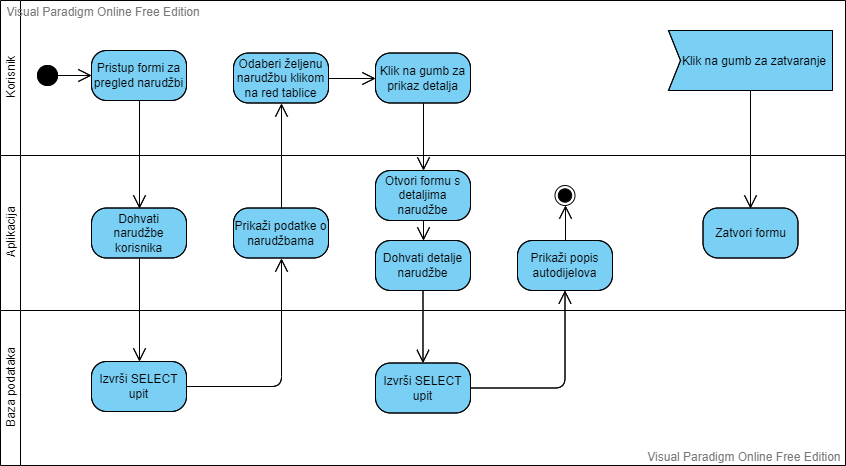 Visual Paradigm Online Free Edition
Korisnik
Pristup formi za
pregled narudžbi
Odaberi željenu
narudžbu klikom
na red tablice
Klik na gumb za
prikaz detalja
Klik na gumb za zatvaranje
Aplikacija
Dohvati
narudžbe
korisnika
Prikaži podatke o
narudžbama
Otvori formu s
detaljima
narudžbe
Dohvati detalje
narudžbe
Prikaži popis
autodijelova
Zatvori formu
Baza podataka
Izvrši SELECT
upit
Izvrši SELECT
upit
Visual Paradigm Online Free Edition